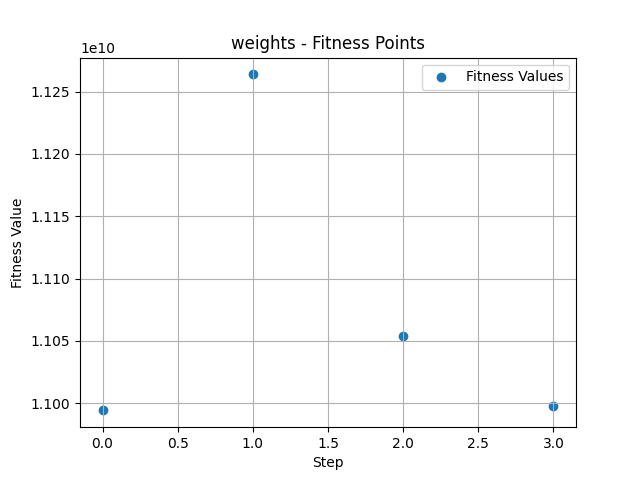 weights - Fitness Points
1e10
Fitness Values
1.125
1.120
1.115
1.110
1.105
1.100
Fitness Value
0.0 0.5 1.0 1.5 2.0 2.5 3.0
Step